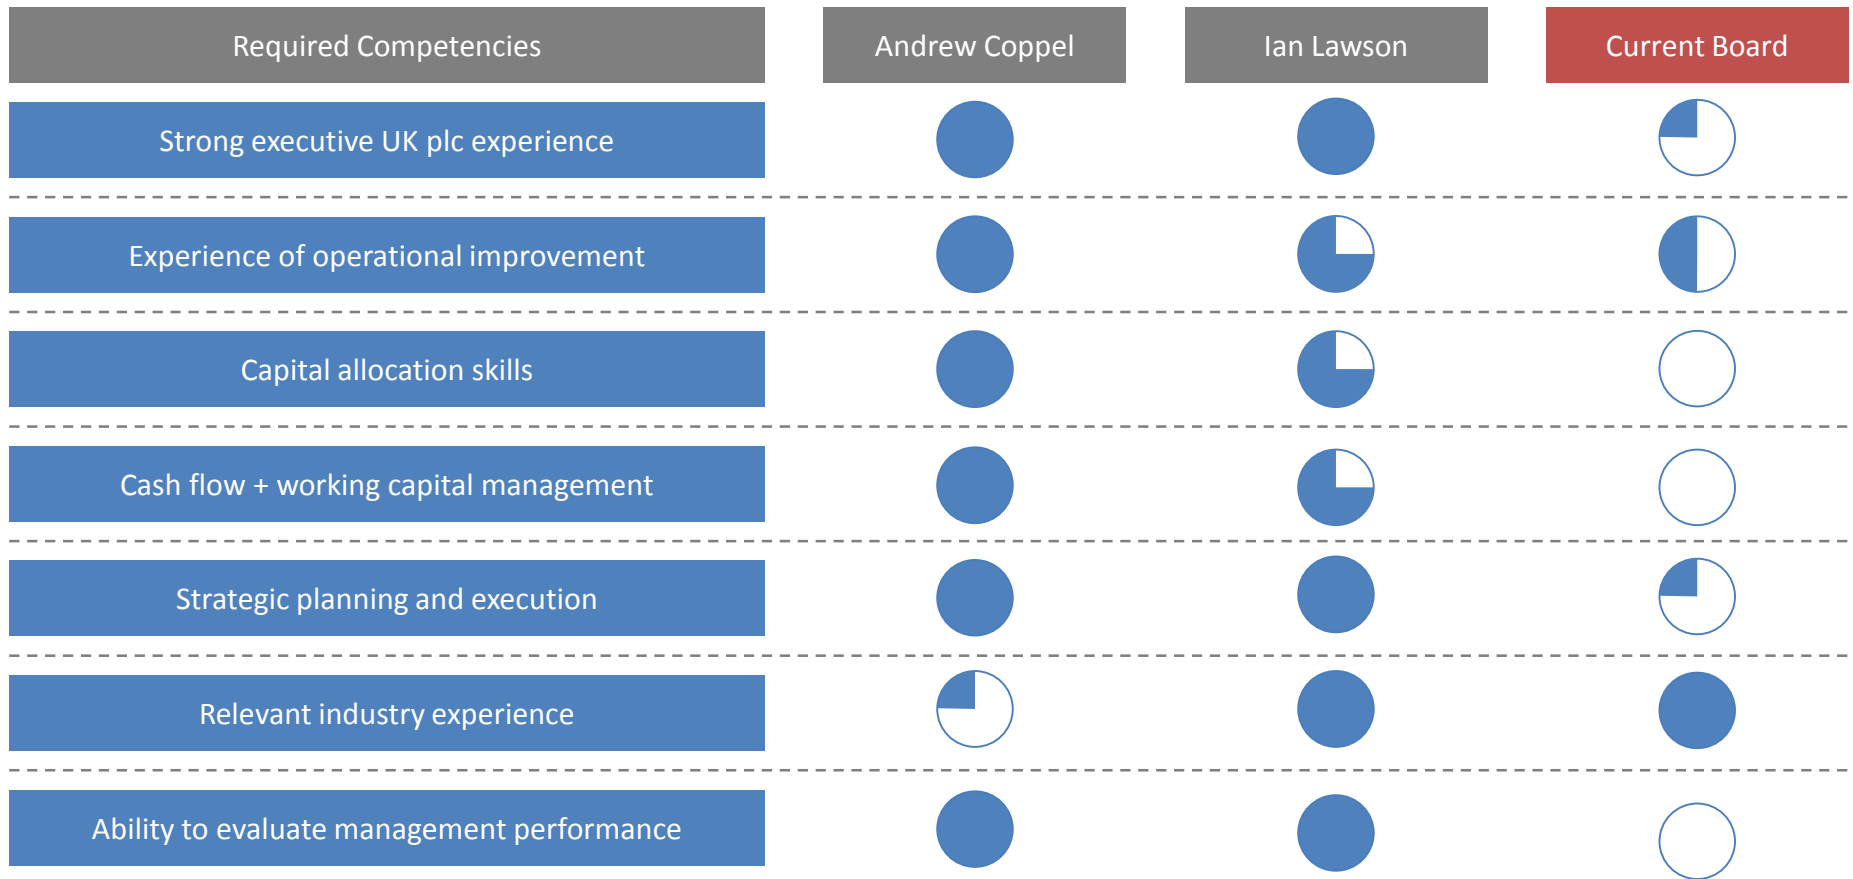 Required Competencies
Andrew Coppel
Ian Lawson
Current Board
Strong executive UK plc experience
Experience of operational improvement
Capital allocation skills
Cash flow + working capital management
Strategic planning and execution
Relevant industry experience
Ability to evaluate management performance